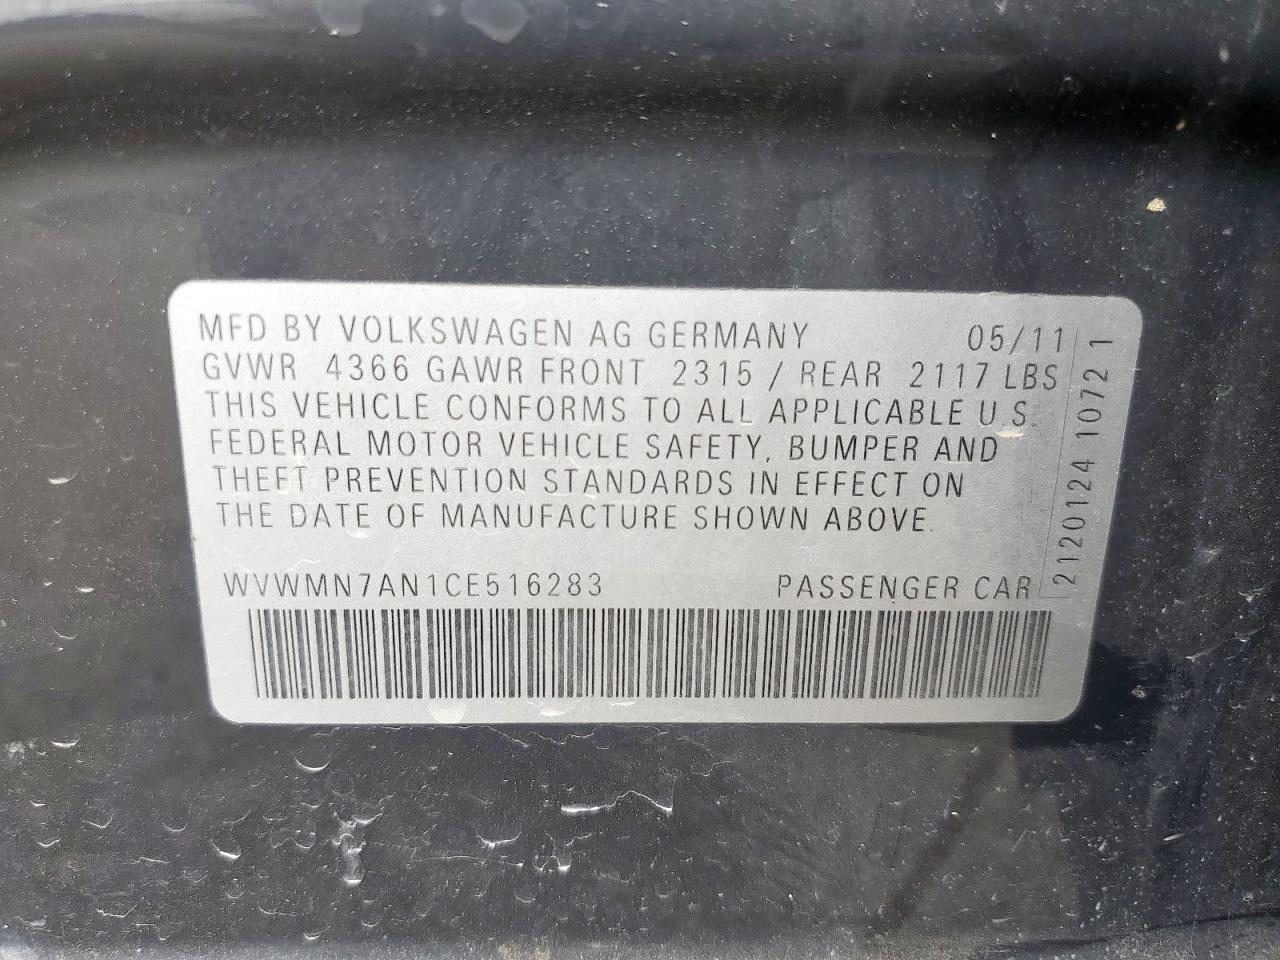 MFD BY VOLKSWAGEN AG GERMANY 05/11
GVWR 4366 GAWR FRONT 2315 / REAR 2117 LBS
THIS VEHICLE CONFORMS TO ALL APPLICABLE U.S.
FEDERAL MOTOR VEHICLE SAFETY, BUMPER AND
THEFT PREVENTION STANDARDS IN EFFECT ON
THE DATE OF MANUFACTURE SHOWN ABOVE.
WVWMN7AN1CE516283 PASSENGER CAR
2120124 1072 1